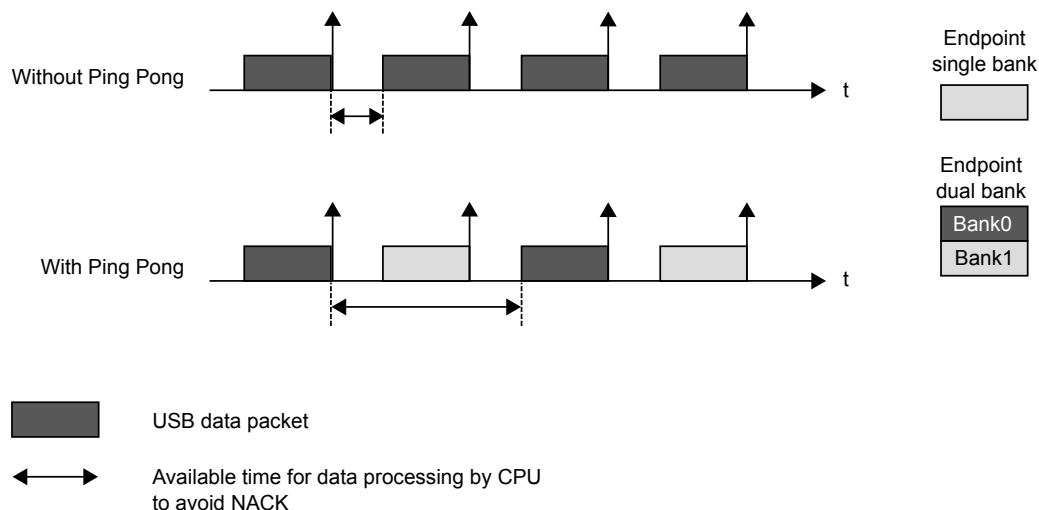 Without Ping Pong
t
Endpoint
single bank
With Ping Pong
t
Endpoint
dual bank
Bank0
Bank1
USB data packet
Available time for data processing by CPU
to avoid NACK